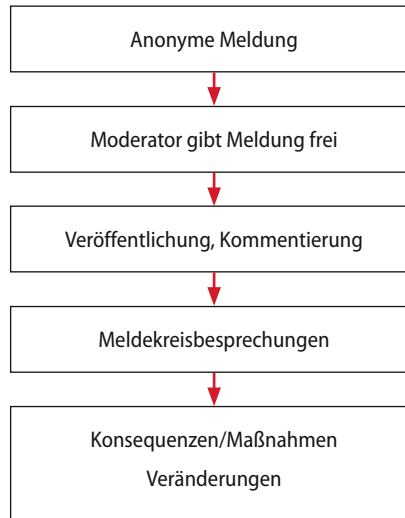 Anonyme Meldung
Moderator gibt Meldung frei
Veröffentlichung, Kommentierung
Meldekreisbesprechungen
Konsequenzen/Maßnahmen
Veränderungen